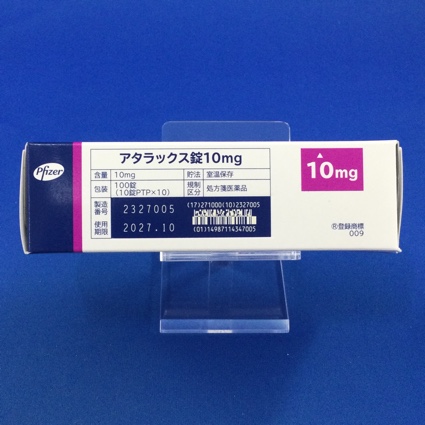 Pfizer
アタラックス錠10mg
含量 10mg 貯法 室温保存
包装 100錠 (10錠PTP×10) 規制区分 処方箋医薬品
製造番号 2327005
(17)271000(10)2327005
使用期限 2027.10
(01)14987114347005
10mg
®登録商標
009